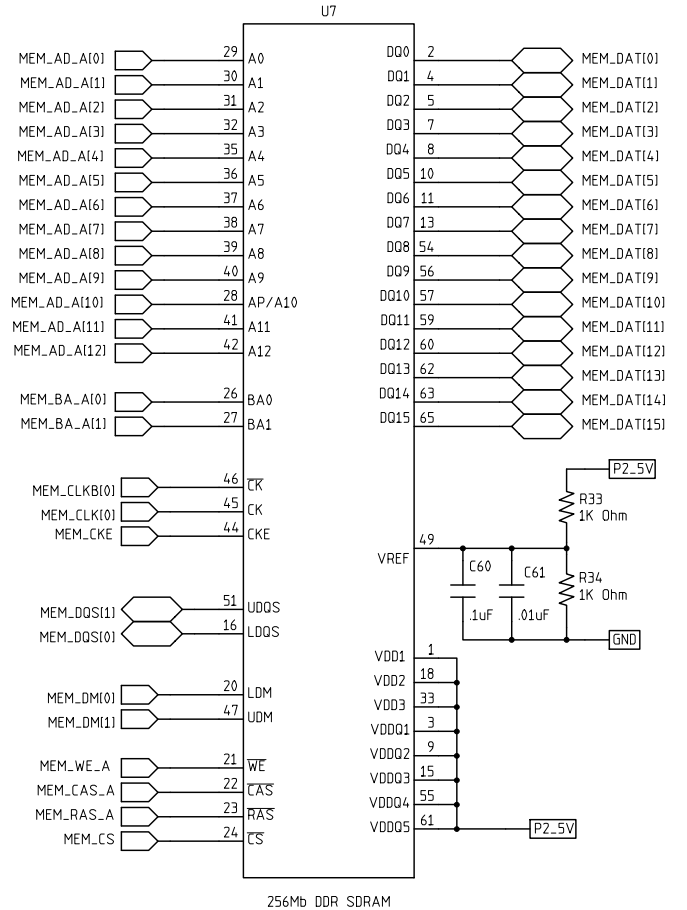 U7
MEM_AD_A[0] 29 A0 DQ0 2 MEM_DAT[0]
MEM_AD_A[1] 30 A1 DQ1 4 MEM_DAT[1]
MEM_AD_A[2] 31 A2 DQ2 5 MEM_DAT[2]
MEM_AD_A[3] 32 A3 DQ3 7 MEM_DAT[3]
MEM_AD_A[4] 35 A4 DQ4 8 MEM_DAT[4]
MEM_AD_A[5] 36 A5 DQ5 10 MEM_DAT[5]
MEM_AD_A[6] 37 A6 DQ6 11 MEM_DAT[6]
MEM_AD_A[7] 38 A7 DQ7 13 MEM_DAT[7]
MEM_AD_A[8] 39 A8 DQ8 54 MEM_DAT[8]
MEM_AD_A[9] 40 A9 DQ9 56 MEM_DAT[9]
MEM_AD_A[10] 28 AP/A10 DQ10 57 MEM_DAT[10]
MEM_AD_A[11] 41 A11 DQ11 59 MEM_DAT[11]
MEM_AD_A[12] 42 A12 DQ12 60 MEM_DAT[12]
DQ13 62 MEM_DAT[13]
MEM_BA_A[0] 26 BA0 DQ14 63 MEM_DAT[14]
MEM_BA_A[1] 27 BA1 DQ15 65 MEM_DAT[15]
P2_5V
MEM_CLKB[0] 46 CK
R33
MEM_CLK[0] 45 CK
1K Ohm
MEM_CKE 44 CKE
VREF 49
C60 C61
R34
1K Ohm
MEM_DQS[1] 51 UDQS
.1uF .01uF
MEM_DQS[0] 16 LDQS
GND
VDD1 1
VDD2 18
MEM_DM[0] 20 LDM
VDD3 33
MEM_DM[1] 47 UDM
VDDQ1 3
VDDQ2 9
MEM_WE_A 21 WE
VDDQ3 15
MEM_CAS_A 22 CAS
VDDQ4 55
MEM_RAS_A 23 RAS
VDDQ5 61 P2_5V
MEM_CS 24 CS
256Mb DDR SDRAM